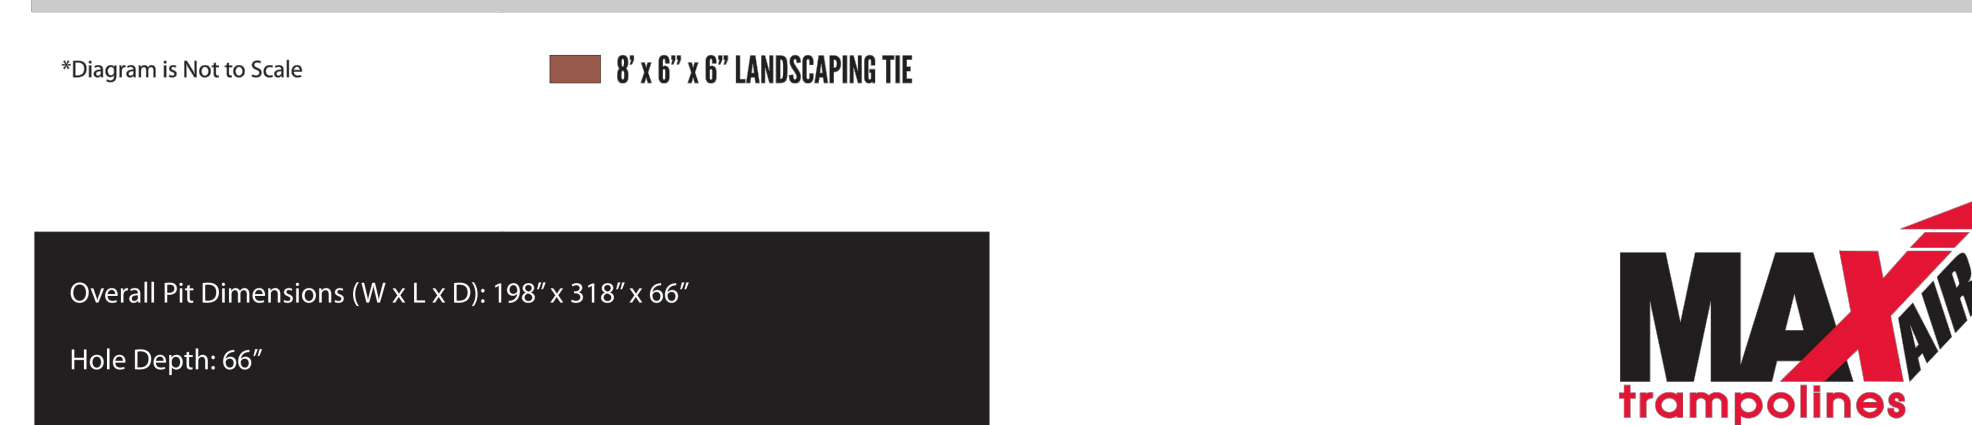 *Diagram is Not to Scale
8’ x 6” x 6” LANDSCAPING TIE
Overall Pit Dimensions (W x L x D): 198” x 318” x 66”
Hole Depth: 66”
MAX AIR
trampolines